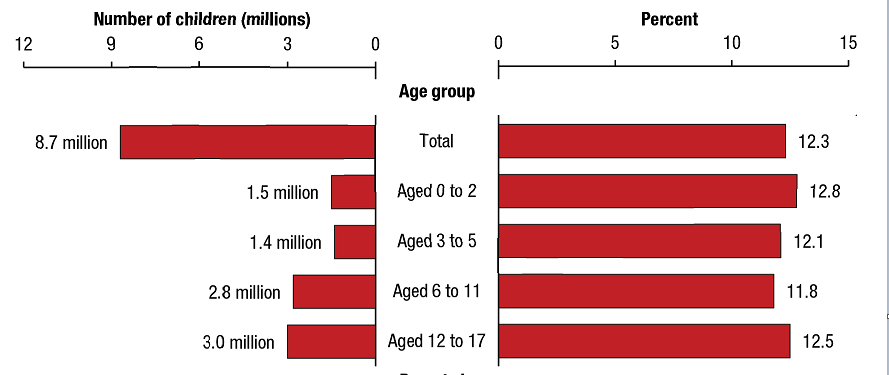 Number of children (millions) Percent
12 9 6 3 0 0 5 10 15
Age group
8.7 million Total 12.3
1.5 million Aged 0 to 2 12.8
1.4 million Aged 3 to 5 12.1
2.8 million Aged 6 to 11 11.8
3.0 million Aged 12 to 17 12.5